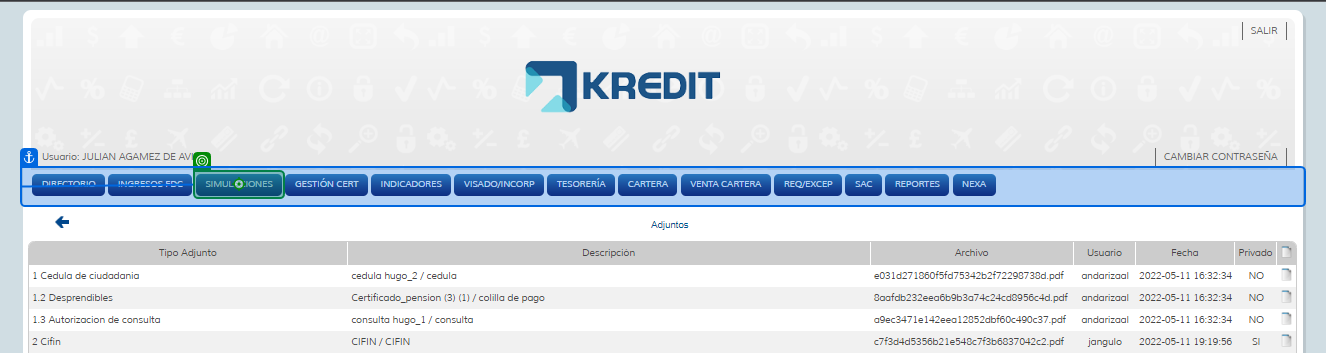 SALIR
KREDIT
Usuario: JULIAN AGAMEZ DE AVI
CAMBIAR CONTRASEÑA
DIRECTORIO INGRESOS FDC SIMULACIONES GESTIÓN CERT INDICADORES VISADO/INCORP TESORERÍA CARTERA VENTA CARTERA REQ/EXCEP SAC REPORTES NEXA
Adjuntos
Tipo Adjunto Descripción Archivo Usuario Fecha Privado
1 Cedula de ciudadania cedula hugo_2 / cedula e031d271860f5fd75342b2f72298738d.pdf andarizaal 2022-05-11 16:32:34 NO
1.2 Desprendibles Certificado_pension (3) (1) / colilla de pago 8aafdb232eea6b9b3a74c24cd8956c4d.pdf andarizaal 2022-05-11 16:32:34 NO
1.3 Autorizacion de consulta consulta hugo_1 / consulta a9ec3471e142eea12852dbf60c490c37.pdf andarizaal 2022-05-11 16:32:34 NO
2 Cifin CIFIN / CIFIN c7f3d4d5356b21e548c7f3b6837042c2.pdf jangulo 2022-05-11 19:19:56 SI